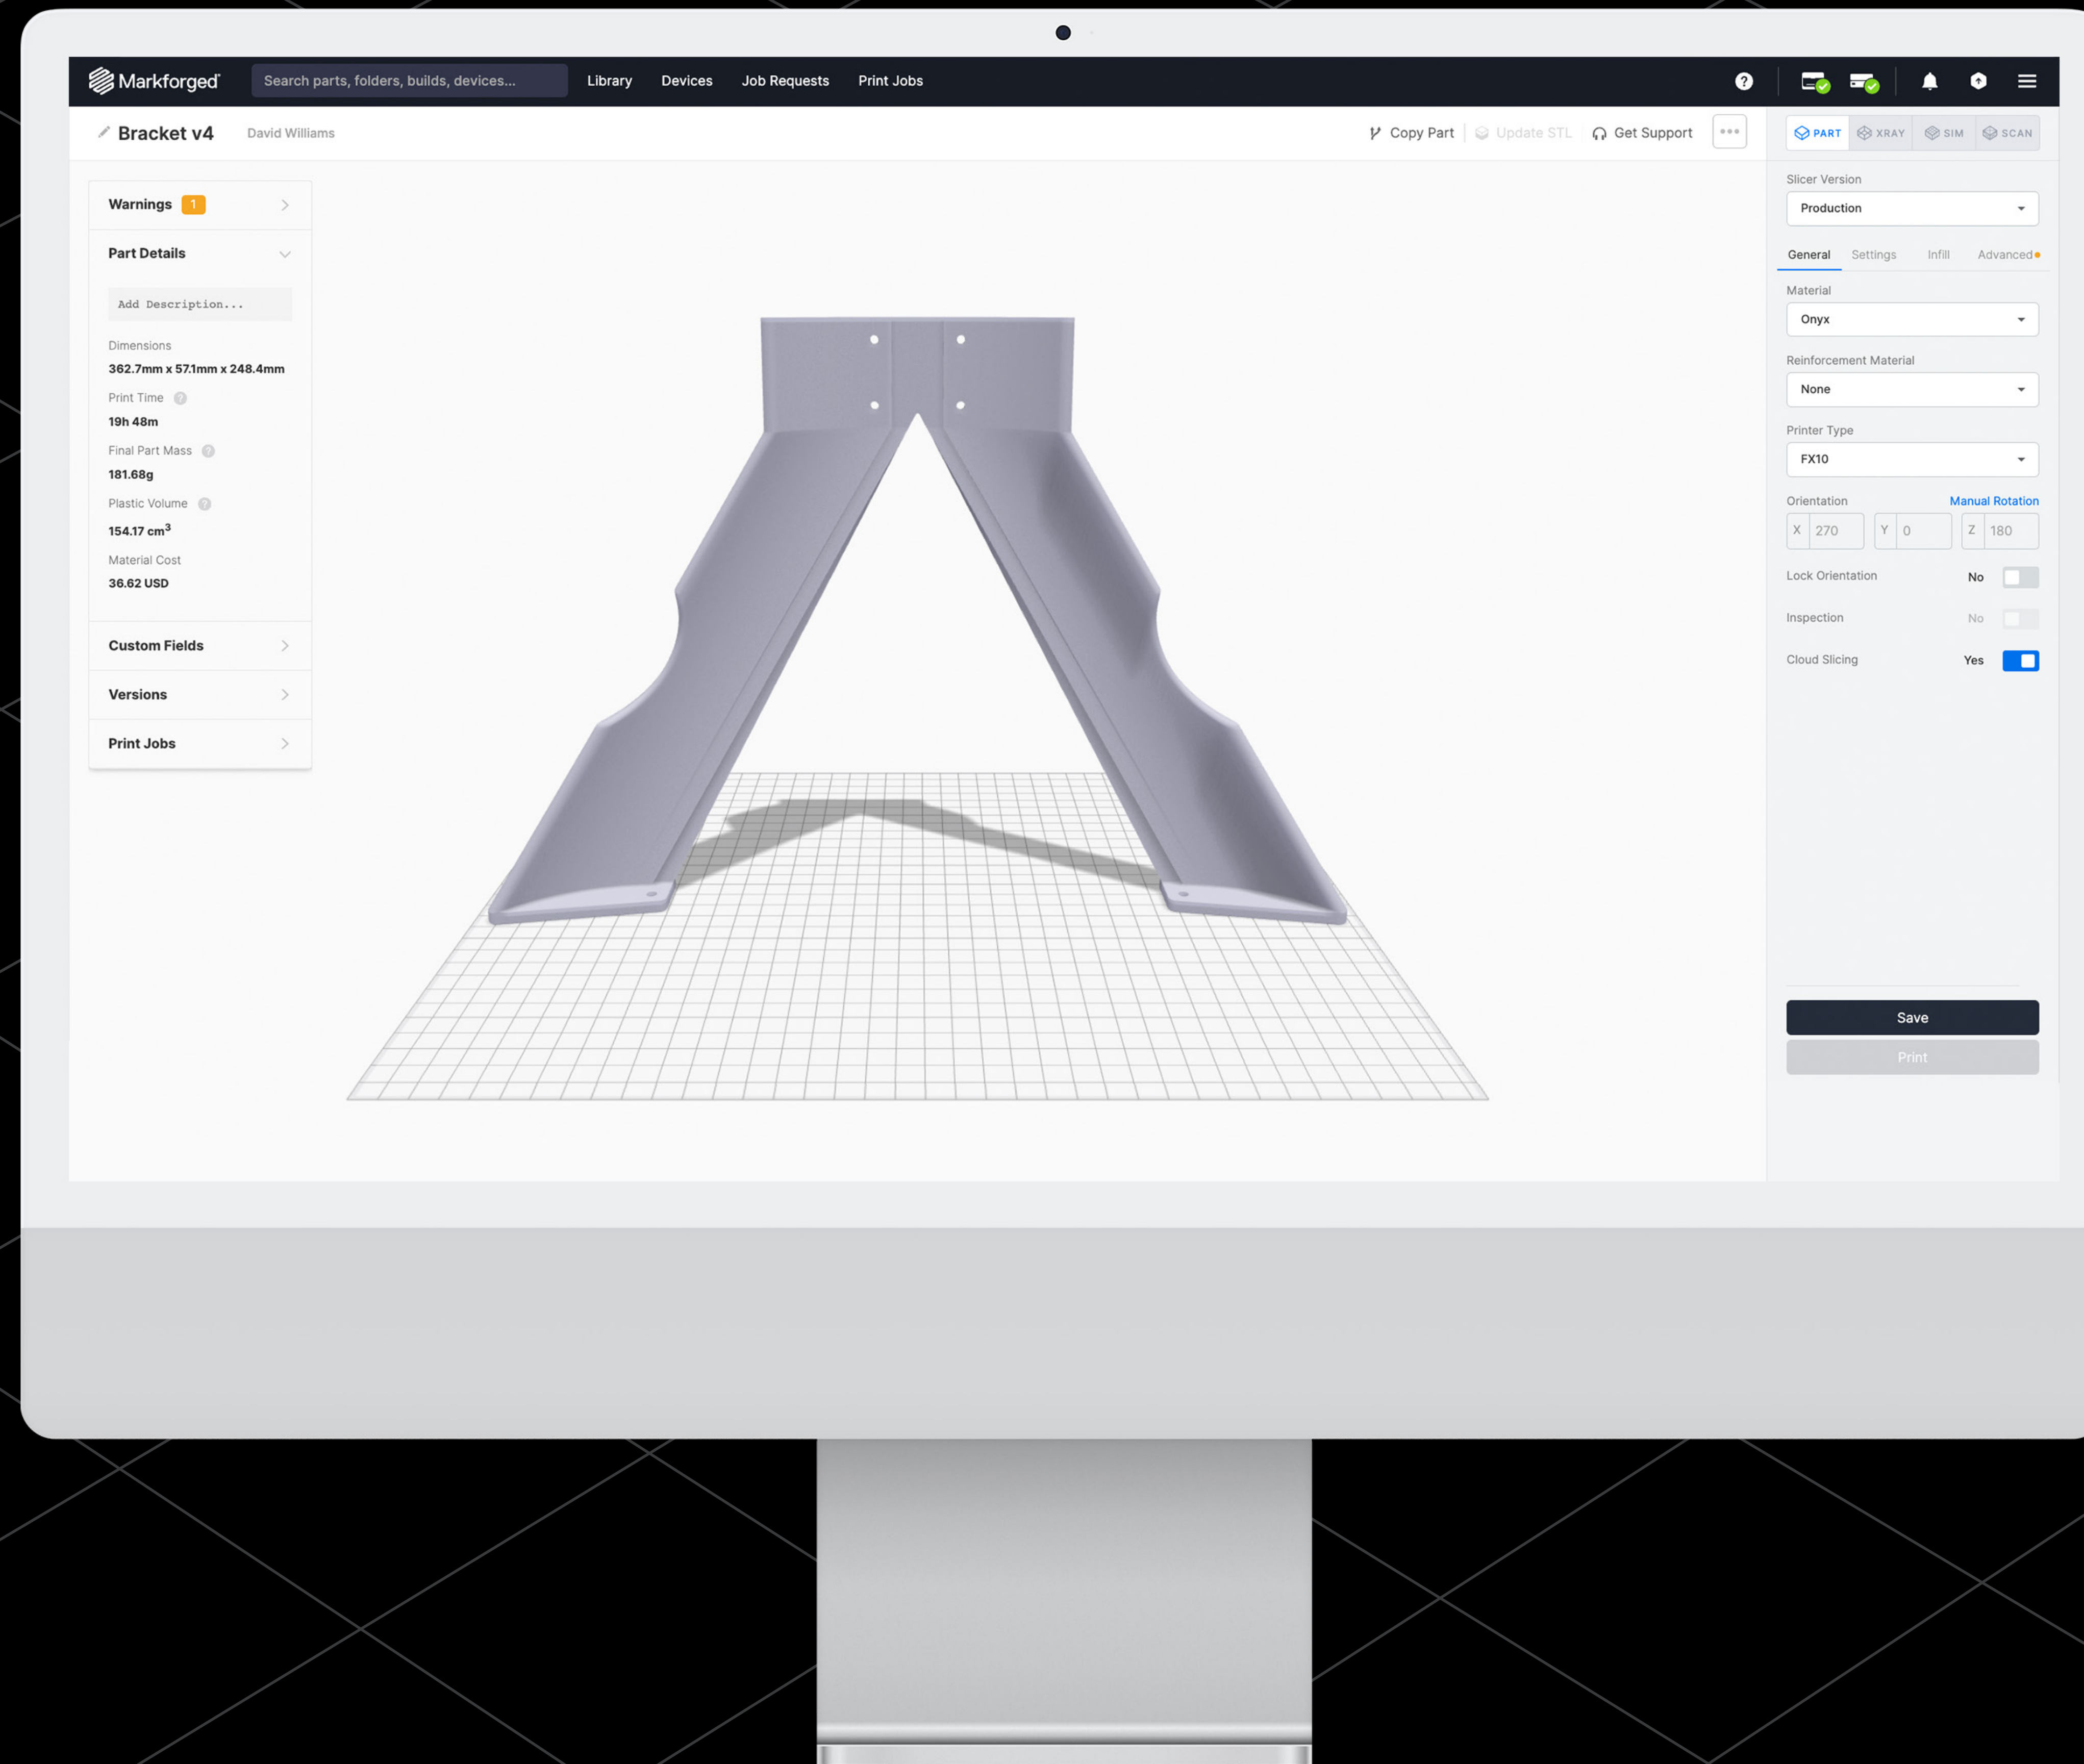 Markforged
Search parts, folders, builds, devices...
Library
Devices
Job Requests
Print Jobs
?
Bracket v4
David Williams
Copy Part
Update STL
Get Support
PART
XRAY
SIM
SCAN
Warnings 1
Part Details
Add Description...
Dimensions
362.7mm x 57.1mm x 248.4mm
Print Time ?
19h 48m
Final Part Mass ?
181.68g
Plastic Volume ?
154.17 cm³
Material Cost
36.62 USD
Custom Fields
Versions
Print Jobs
Slicer Version
Production
General Settings Infill Advanced
Material
Onyx
Reinforcement Material
None
Printer Type
FX10
Orientation Manual Rotation
X 270 Y 0 Z 180
Lock Orientation No
Inspection No
Cloud Slicing Yes
Save
Print